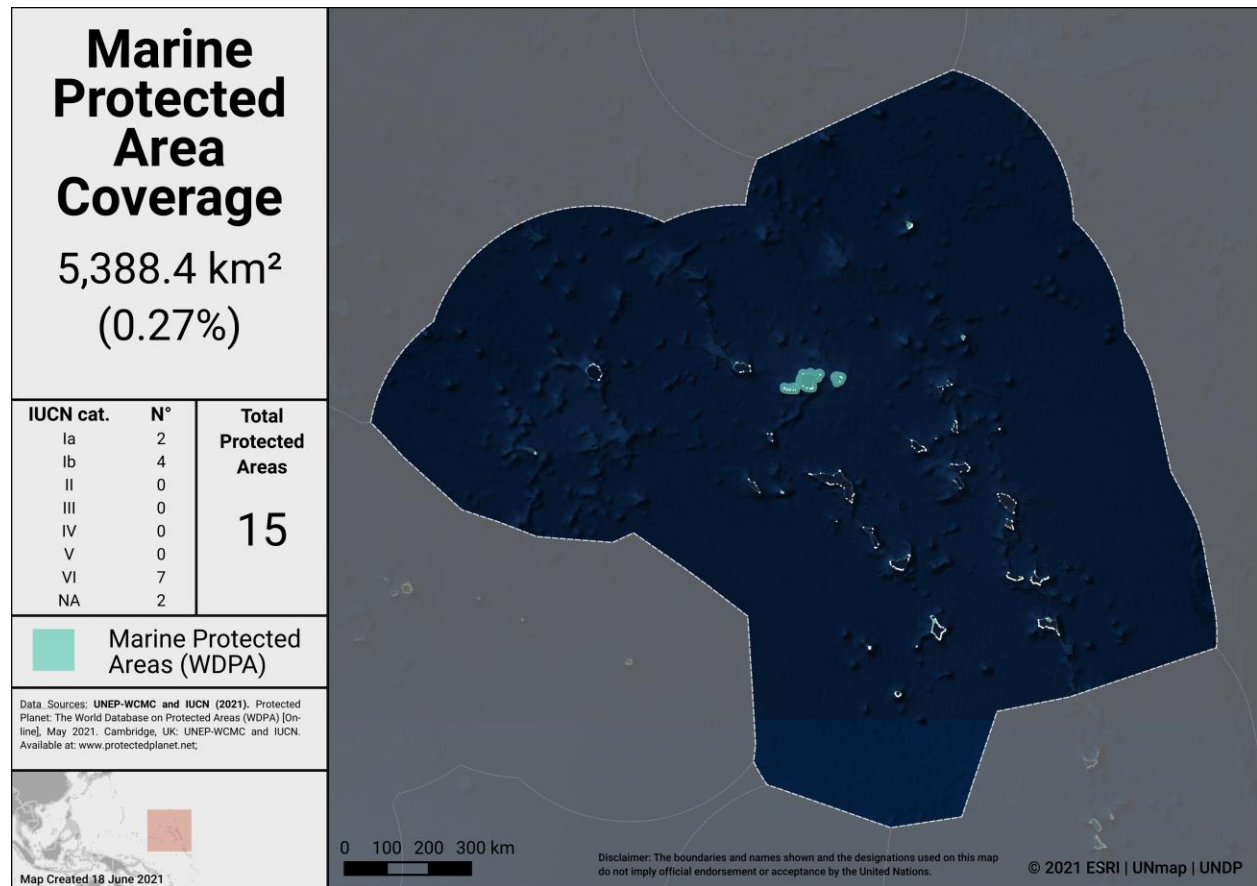 Marine
Protected
Area
Coverage
5,388.4 km²
(0.27%)
IUCN cat. N°
Ia 2
Ib 4
II 0
III 0
IV 0
V 0
VI 7
NA 2
Total
Protected
Areas
15
Marine Protected
Areas (WDPA)
Data Sources: UNEP-WCMC and IUCN (2021). Protected
Planet: The World Database on Protected Areas (WDPA) [On-
line], May 2021. Cambridge, UK: UNEP-WCMC and IUCN.
Available at: www.protectedplanet.net;
Map Created 18 June 2021
0 100 200 300 km
Disclaimer: The boundaries and names shown and the designations used on this map
do not imply official endorsement or acceptance by the United Nations.
© 2021 ESRI | UNmap | UNDP